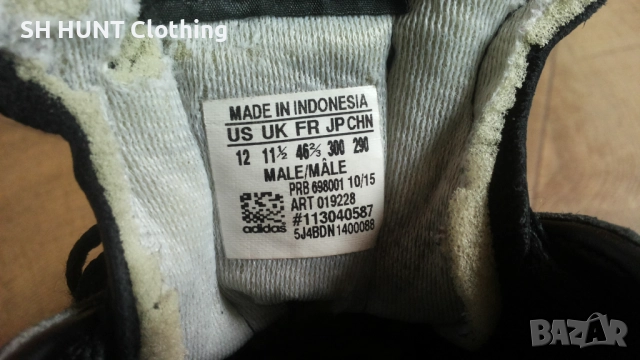 SH HUNT Clothing
MADE IN INDONESIA
US UK FR JP CHN
12 11½ 46⅔ 300 290
MALE/MÂLE
PRB 698001 10/15
ART 019228
#113040587
adidas 5J4BDN1400088
BAZAR